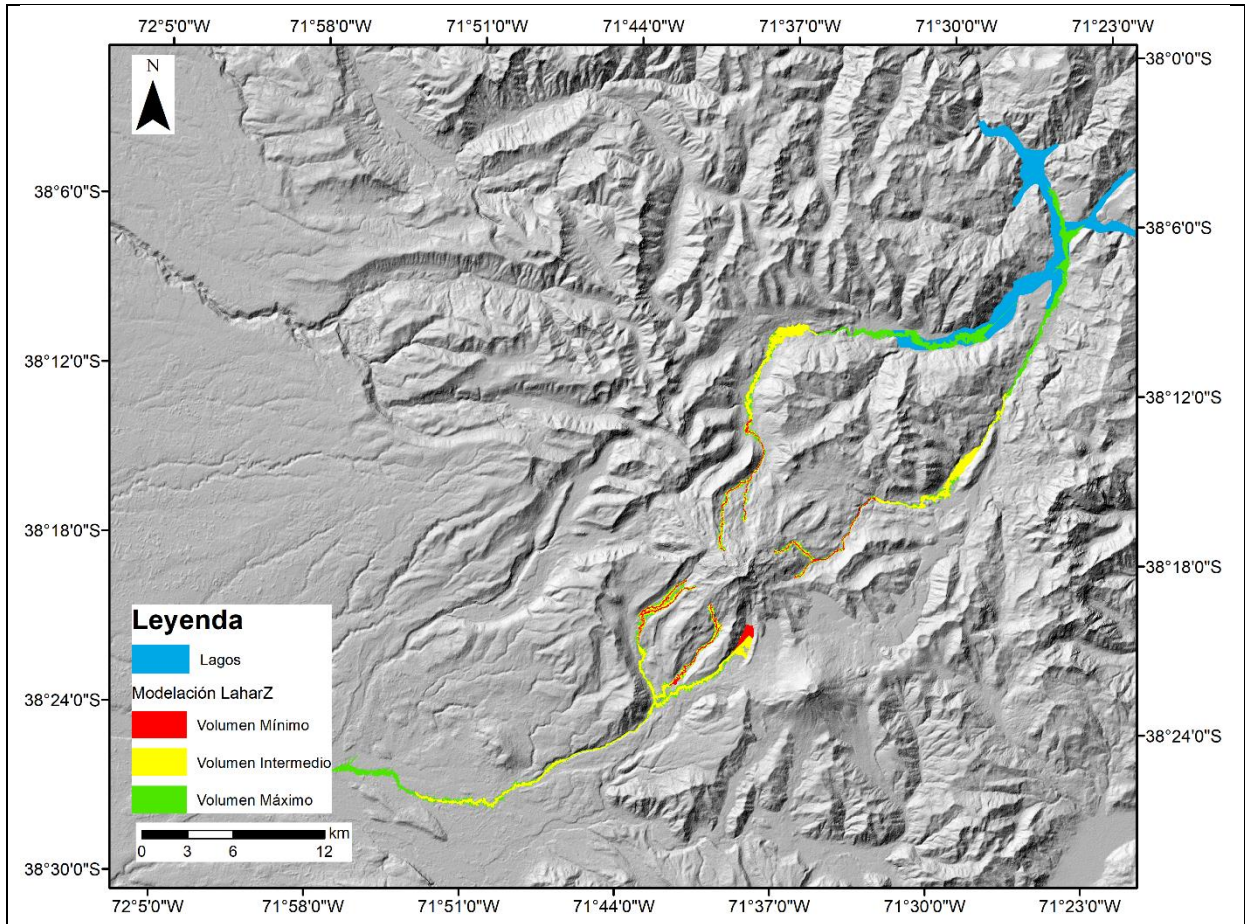 72°5'0"W 71°58'0"W 71°51'0"W 71°44'0"W 71°37'0"W 71°30'0"W 71°23'0"W
38°0'0"S
N
38°6'0"S
38°6'0"S
38°12'0"S
38°12'0"S
38°18'0"S
38°18'0"S
Leyenda
Lagos
Modelación LaharZ
38°24'0"S
Volumen Mínimo
38°24'0"S
Volumen Intermedio
Volumen Máximo
km
0 3 6 12
38°30'0"S
72°5'0"W 71°58'0"W 71°51'0"W 71°44'0"W 71°37'0"W 71°30'0"W 71°23'0"W